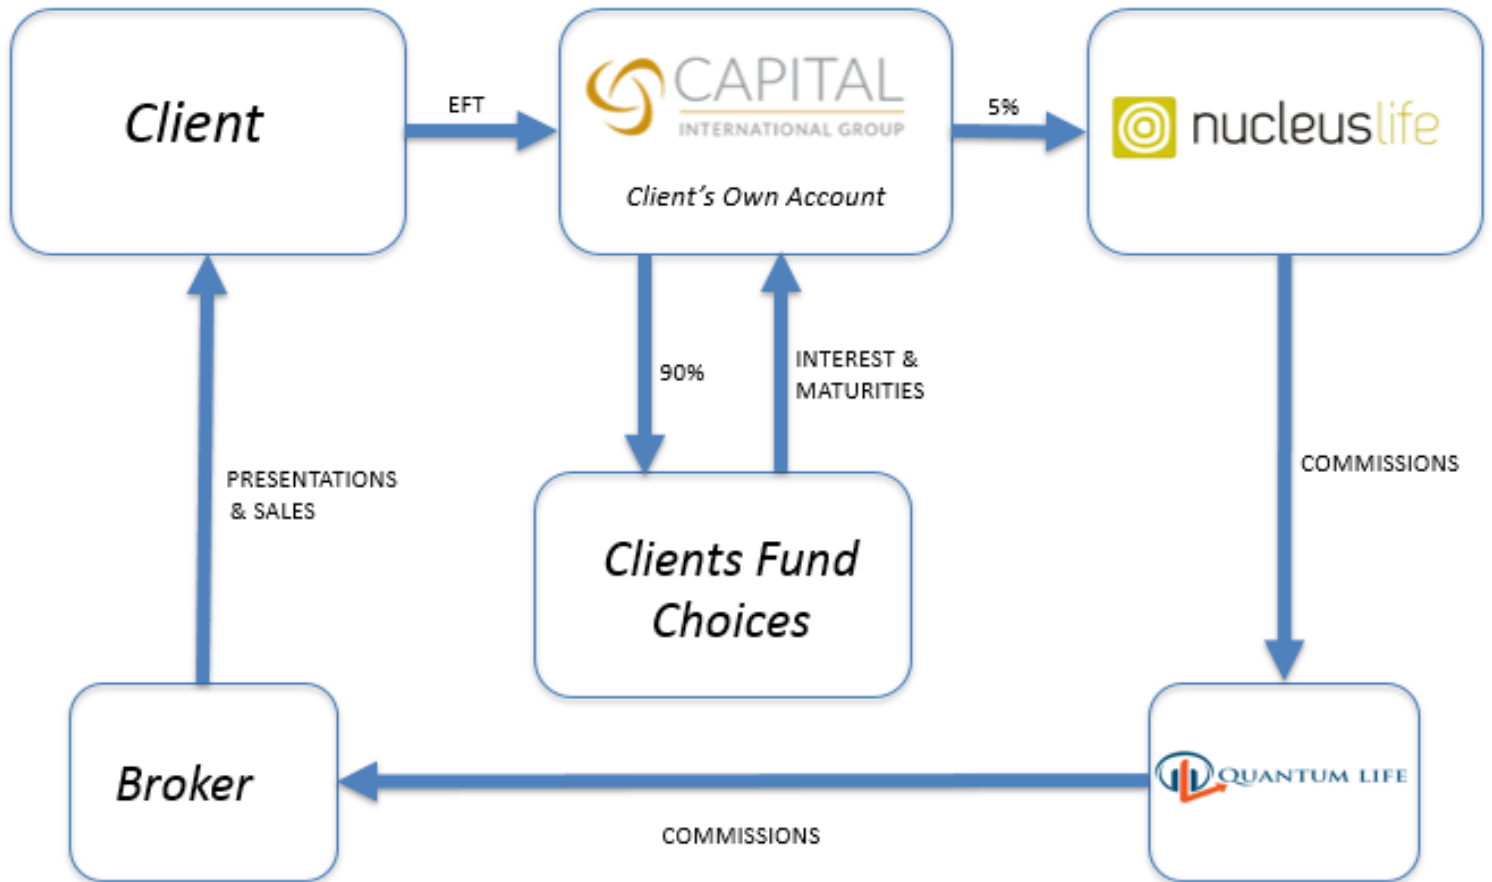 Client
EFT
CAPITAL
INTERNATIONAL GROUP
Client's Own Account
5%
nucleuslife
90%
INTEREST &
MATURITIES
PRESENTATIONS
& SALES
COMMISSIONS
Clients Fund
Choices
Broker
QUANTUM LIFE
COMMISSIONS